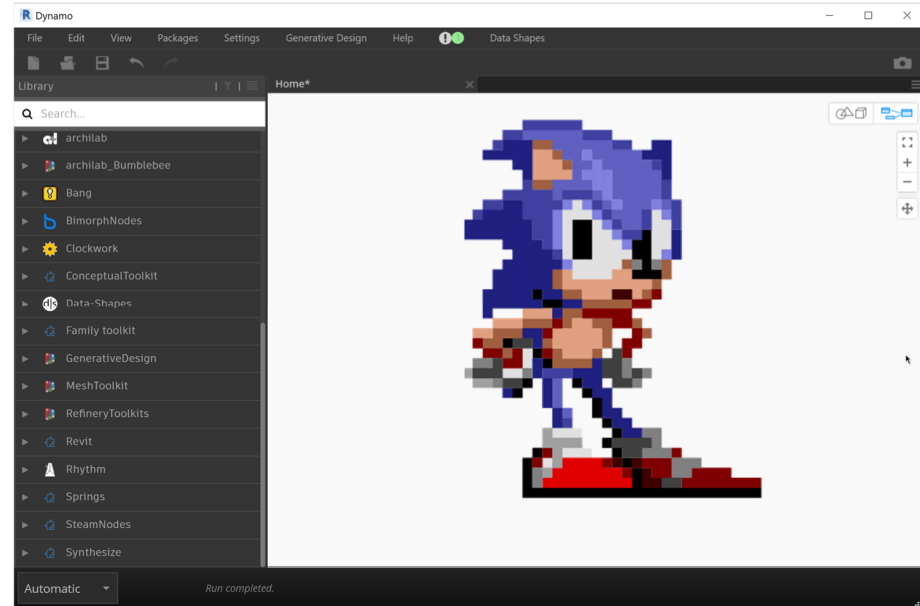 Dynamo
File Edit View Packages Settings Generative Design Help Data Shapes
Library
Home*
Search...
archilab
archilab_Bumblebee
Bang
BimorphNodes
Clockwork
ConceptualToolkit
Data-Shapes
Family toolkit
GenerativeDesign
MeshToolkit
RefineryToolkits
Revit
Rhythm
Springs
SteamNodes
Synthesize
Automatic
Run completed.